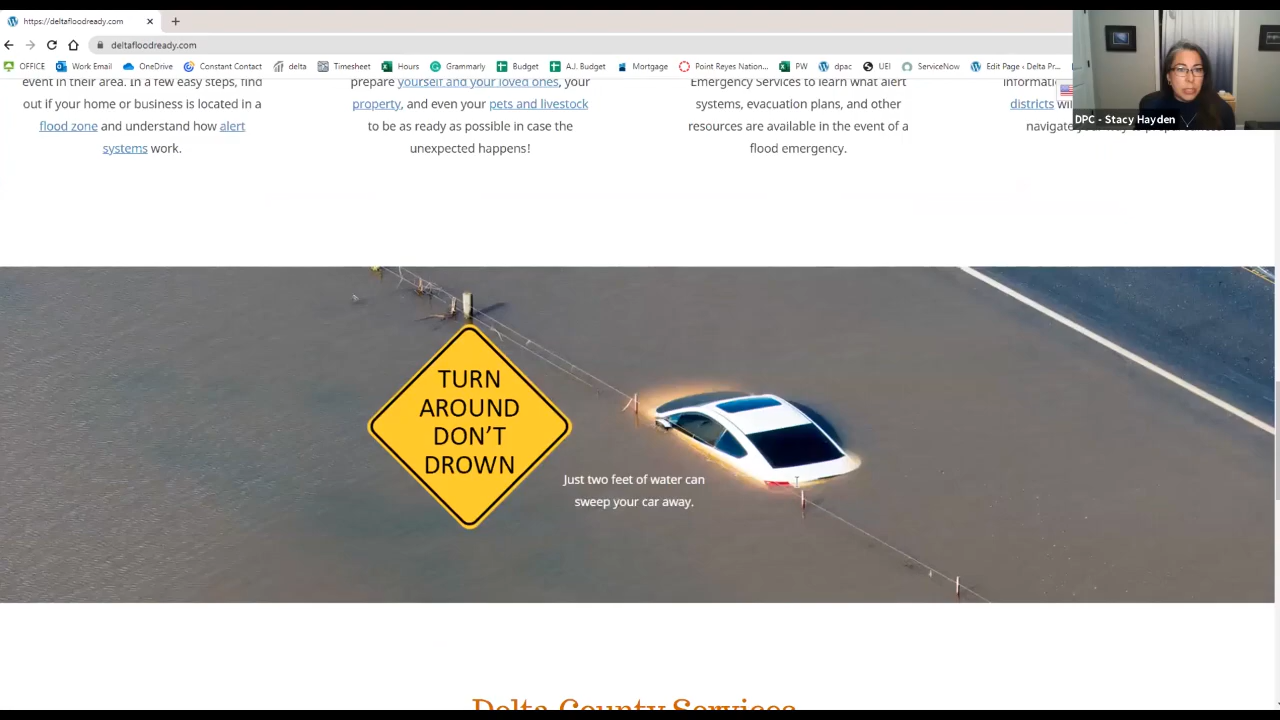 https://deltafloodready.com
deltafloodready.com
OFFICE Work Email OneDrive Constant Contact delta Timesheet Hours Grammarly Budget A.J. Budget Mortgage Point Reyes Nation... PW dpac UEI ServiceNow Edit Page ‹ Delta Pr...
DPC - Stacy Hayden
event in their area. In a few easy steps, find
out if your home or business is located in a
flood zone and understand how alert
systems work.
prepare yourself and your loved ones, your
property, and even your pets and livestock
to be as ready as possible in case the
unexpected happens!
Emergency Services to learn what alert
systems, evacuation plans, and other
resources are available in the event of a
flood emergency.
districts
TURN
AROUND
DON'T
DROWN
Just two feet of water can
sweep your car away.
Delta County Services